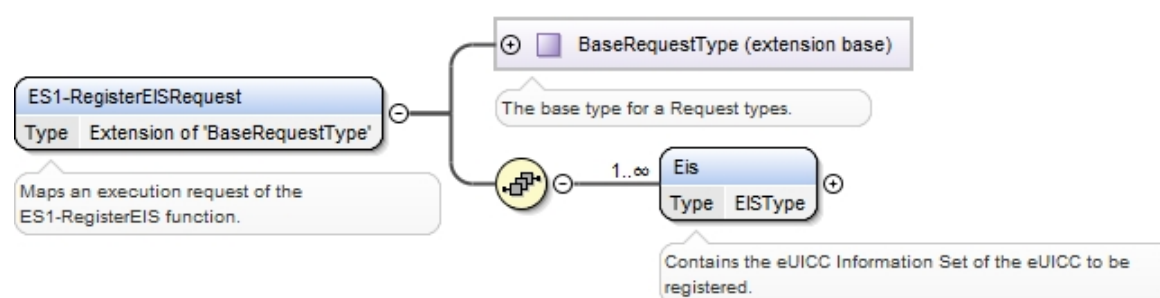 BaseRequestType (extension base)
The base type for a Request types.
ES1-RegisterEISRequest
Type Extension of 'BaseRequestType'
Maps an execution request of the
ES1-RegisterEIS function.
1..∞
Eis
Type EISType
Contains the eUICC Information Set of the eUICC to be
registered.